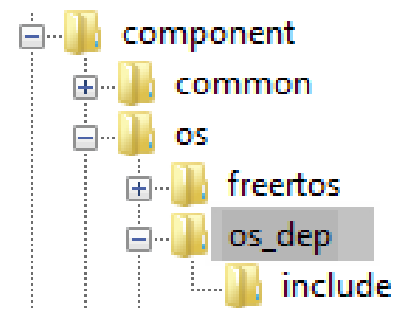 component
common
os
freertos
os_dep
include